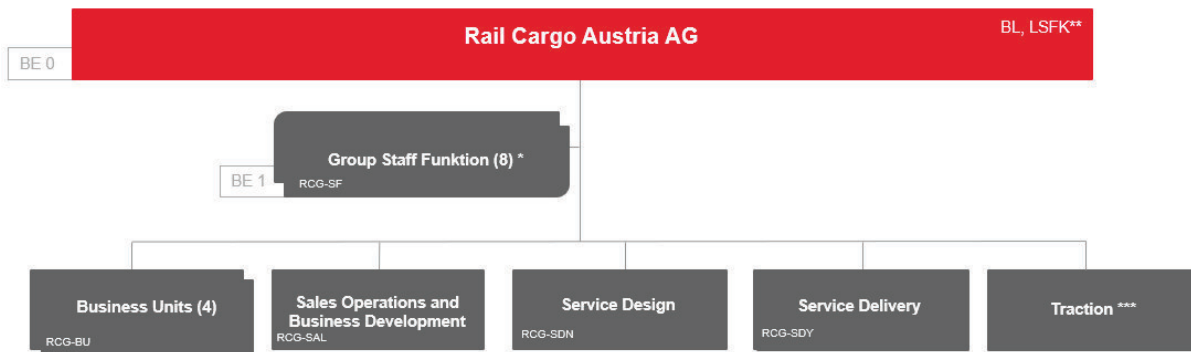 Rail Cargo Austria AG
BL, LSFK**
BE 0
Group Staff Funktion (8) *
RCG-SF
BE 1
Business Units (4)
RCG-BU
Sales Operations and
Business Development
RCG-SAL
Service Design
RCG-SDN
Service Delivery
RCG-SDY
Traction ***